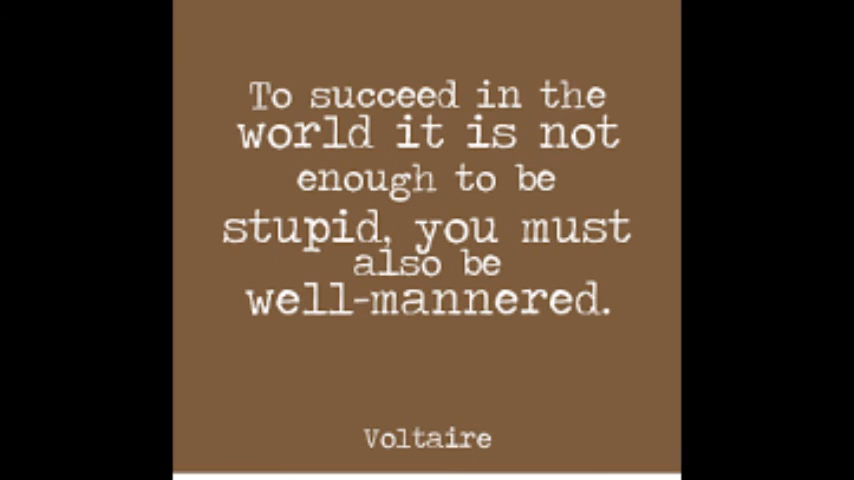 To succeed in the
world it is not
enough to be
stupid, you must
also be
well-mannered.
Voltaire